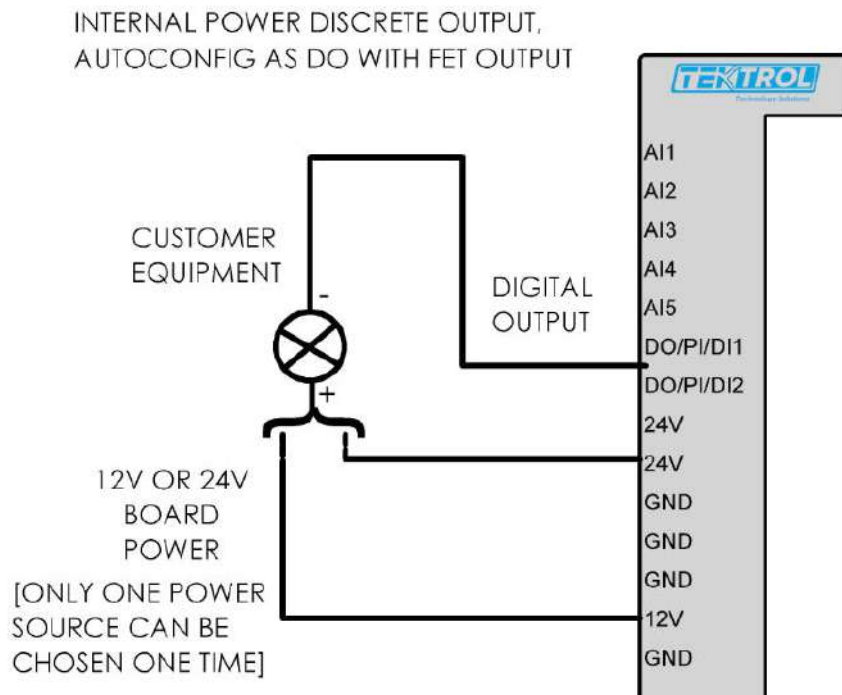 INTERNAL POWER DISCRETE OUTPUT,
AUTOCONFIG AS DO WITH FET OUTPUT
TEKTROL
Technology Solutions
AI1
AI2
AI3
AI4
AI5
DO/PI/DI1
DO/PI/DI2
24V
24V
GND
GND
GND
12V
GND
CUSTOMER
EQUIPMENT
-
+
DIGITAL
OUTPUT
12V OR 24V
BOARD
POWER
[ONLY ONE POWER
SOURCE CAN BE
CHOSEN ONE TIME]